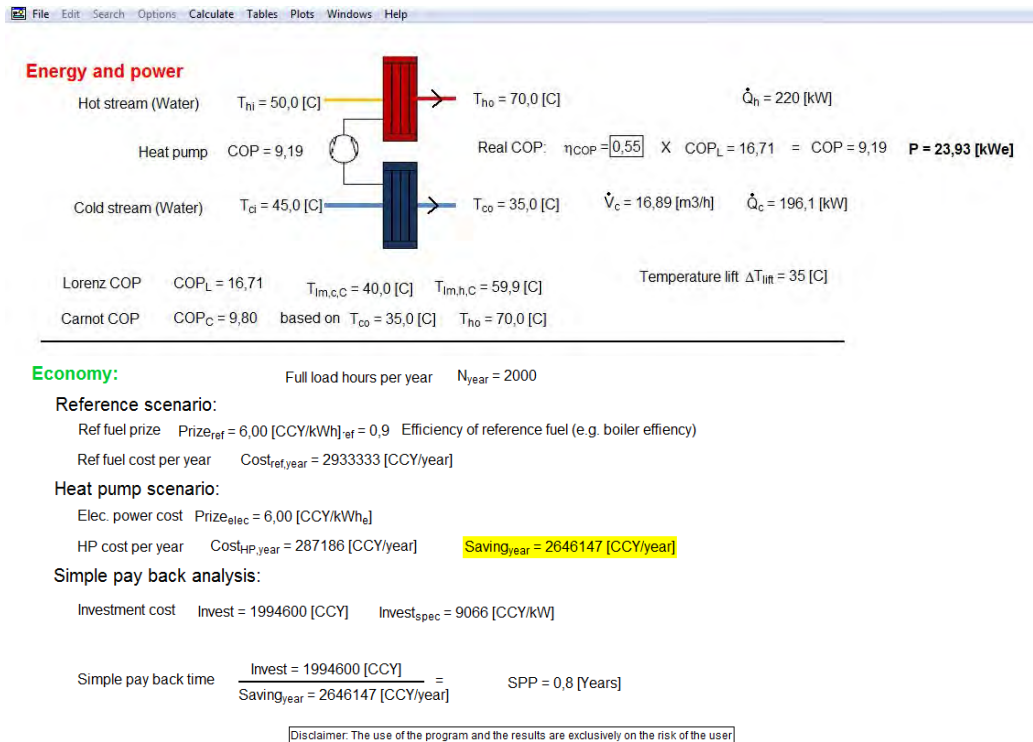 File Edit Search Options Calculate Tables Plots Windows Help
Energy and power
Hot stream (Water) Thi = 50,0 [C] Tho = 70,0 [C] Q̇h = 220 [kW]
Heat pump COP = 9,19 Real COP: ηCOP = 0,55 X COPL = 16,71 = COP = 9,19 P = 23,93 [kWe]
Cold stream (Water) Tci = 45,0 [C] Tco = 35,0 [C] V̇c = 16,89 [m3/h] Q̇c = 196,1 [kW]
Lorenz COP COPL = 16,71 Tlm,c,C = 40,0 [C] Tlm,h,C = 59,9 [C] Temperature lift ΔTlift = 35 [C]
Carnot COP COPC = 9,80 based on Tco = 35,0 [C] Tho = 70,0 [C]
Economy: Full load hours per year Nyear = 2000
Reference scenario:
Ref fuel prize Prizeref = 6,00 [CCY/kWh] ref = 0,9 Efficiency of reference fuel (e.g. boiler effiency)
Ref fuel cost per year Costref,year = 2933333 [CCY/year]
Heat pump scenario:
Elec. power cost Prizeelec = 6,00 [CCY/kWhe]
HP cost per year CostHP,year = 287186 [CCY/year] Savingyear = 2646147 [CCY/year]
Simple pay back analysis:
Investment cost Invest = 1994600 [CCY] Investspec = 9066 [CCY/kW]
Simple pay back time Invest = 1994600 [CCY] = SPP = 0,8 [Years]
Savingyear = 2646147 [CCY/year]
Disclaimer: The use of the program and the results are exclusively on the risk of the user